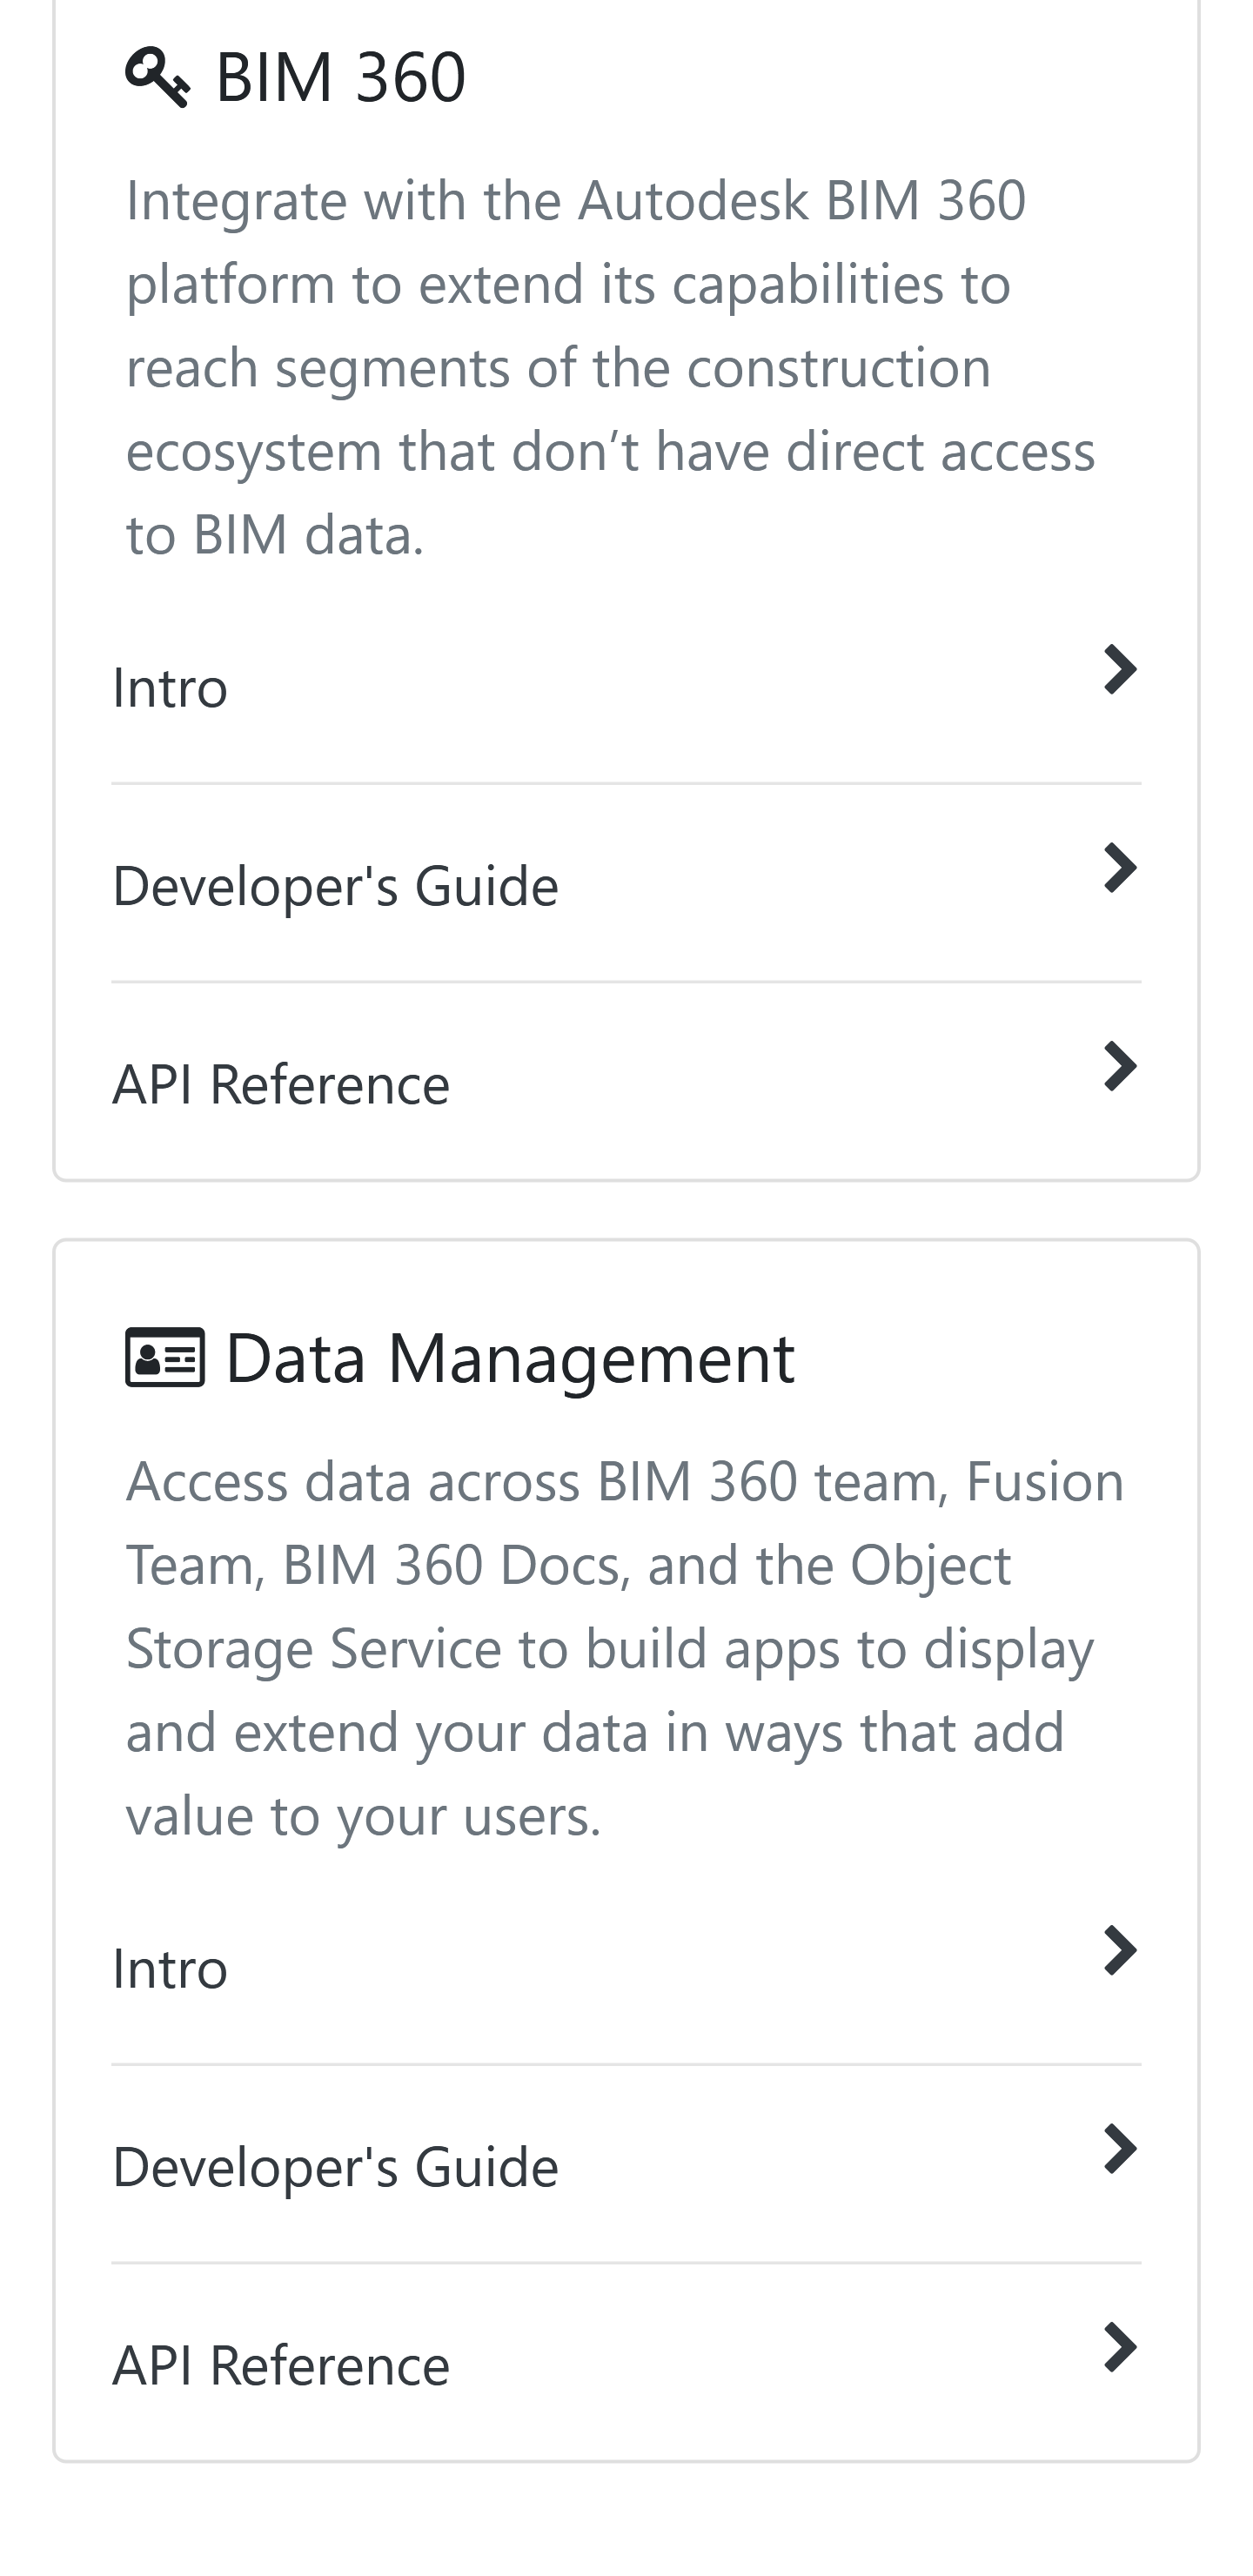 BIM 360
Integrate with the Autodesk BIM 360
platform to extend its capabilities to
reach segments of the construction
ecosystem that don’t have direct access
to BIM data.
Intro
Developer's Guide
API Reference
Data Management
Access data across BIM 360 team, Fusion
Team, BIM 360 Docs, and the Object
Storage Service to build apps to display
and extend your data in ways that add
value to your users.
Intro
Developer's Guide
API Reference